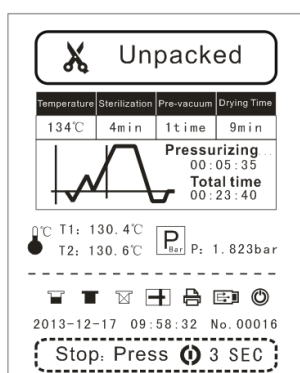 Unpacked
Temperature Sterilization Pre-vacuum Drying Time
134℃ 4min 1time 9min
Pressurizing...
00:05:35
Total time
00:23:40
℃ T1: 130.4℃
T2: 130.6℃ P Bar P: 1.823bar
2013-12-17 09:58:32 No.00016
Stop: Press 3 SEC